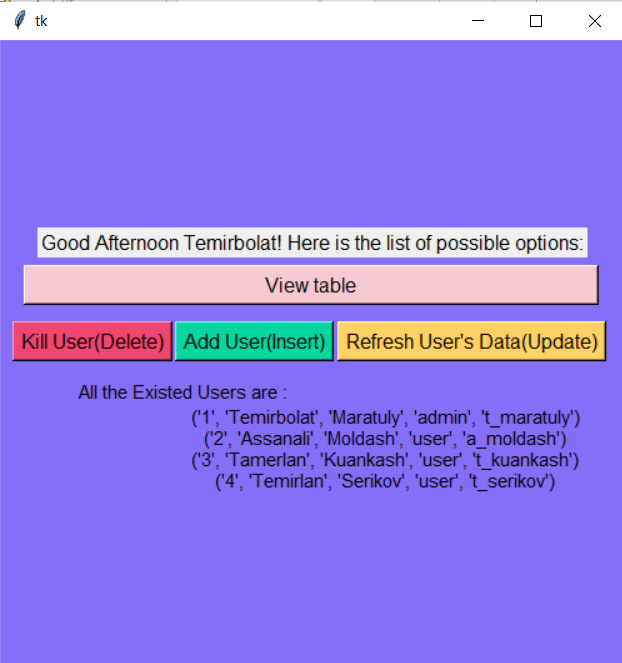 tk
Good Afternoon Temirbolat! Here is the list of possible options:
View table
Kill User(Delete) Add User(Insert) Refresh User's Data(Update)
All the Existed Users are :
('1', 'Temirbolat', 'Maratuly', 'admin', 't_maratuly')
('2', 'Assanali', 'Moldash', 'user', 'a_moldash')
('3', 'Tamerlan', 'Kuankash', 'user', 't_kuankash')
('4', 'Temirlan', 'Serikov', 'user', 't_serikov')